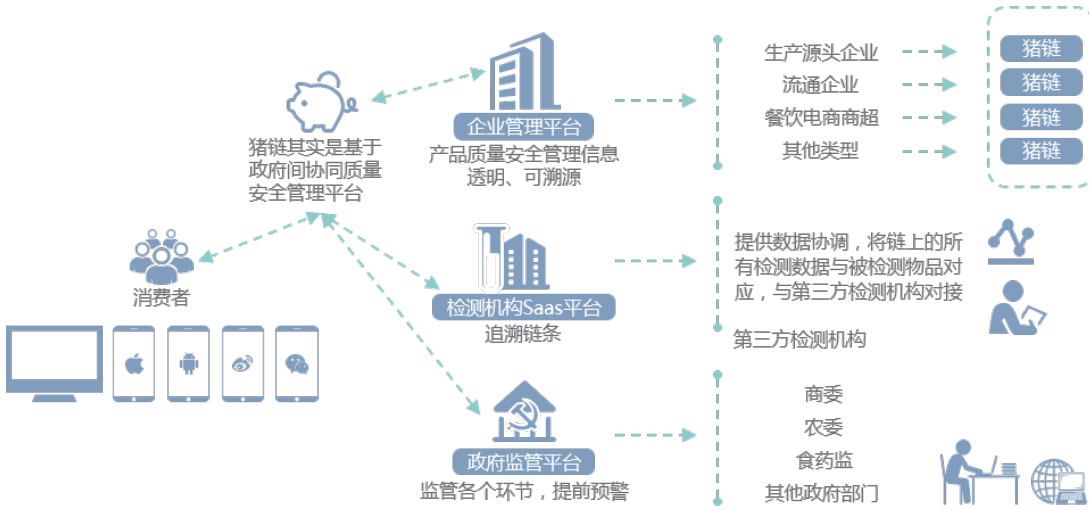 猪链其实是基于
政府间协同质量
安全管理平台
消费者
企业管理平台
产品质量安全管理信息
透明、可溯源
生产源头企业
猪链
流通企业
猪链
餐饮电商商超
猪链
其他类型
猪链
检测机构Saas平台
追溯链条
提供数据协调，将链上的所
有检测数据与被检测物品对
应，与第三方检测机构对接
第三方检测机构
政府监管平台
监管各个环节，提前预警
商委
农委
食药监
其他政府部门